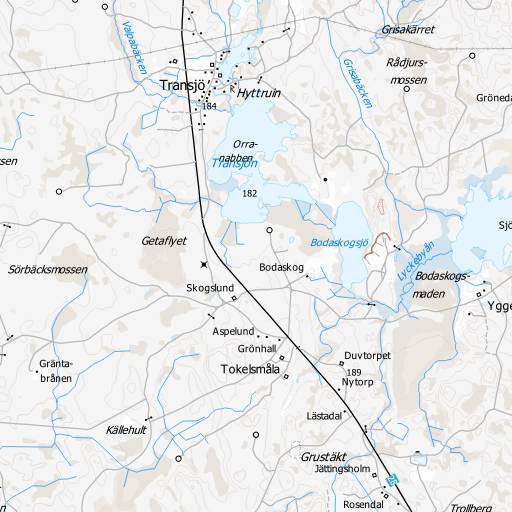 Valpabäcken
Grisakärret
Grisabäcken
Rådjurs-
mossen
Transjö
Hyttruin
Gröneda
184
Orra-
nabben
Transjön
ssen
182
Sjö
Getaflyet
Bodaskogsjö
Lyckebyån
Sörbäcksmossen
Bodaskog
Bodaskogs-
maden
Skogslund
Ygge
Aspelund
Grönhall
Duvtorpet
Gränta-
brånen
Tokelsmåla
189
Nytorp
Lästadal
Källehult
Grustäkt
Jättingsholm
Rosendal
Trollberg